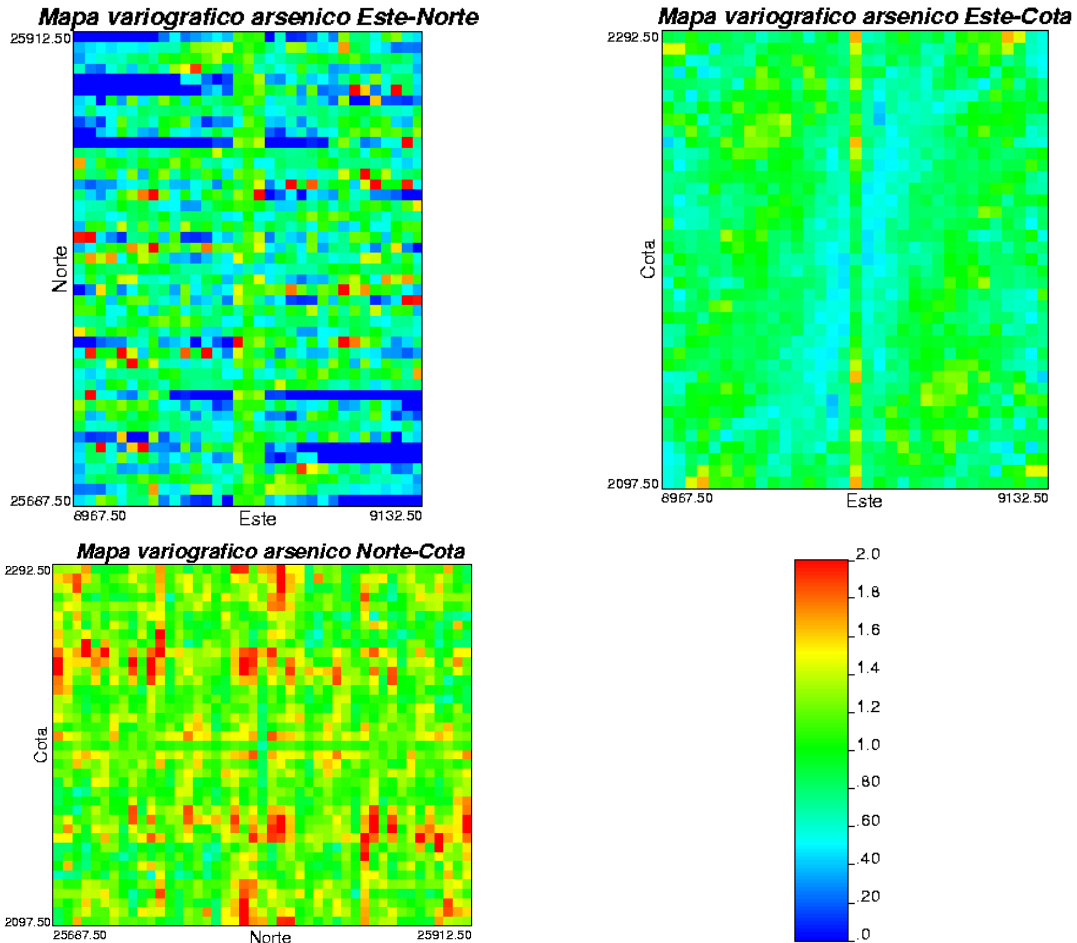 Mapa variografico arsenico Este-Norte
25912.50
Norte
25687.50
8967.50
Este
9132.50
Mapa variografico arsenico Este-Cota
2292.50
Cota
2097.50
8967.50
Este
9132.50
Mapa variografico arsenico Norte-Cota
2292.50
Cota
2097.50
25687.50
Norte
25912.50
2.0
1.8
1.6
1.4
1.2
1.0
.80
.60
.40
.20
.0